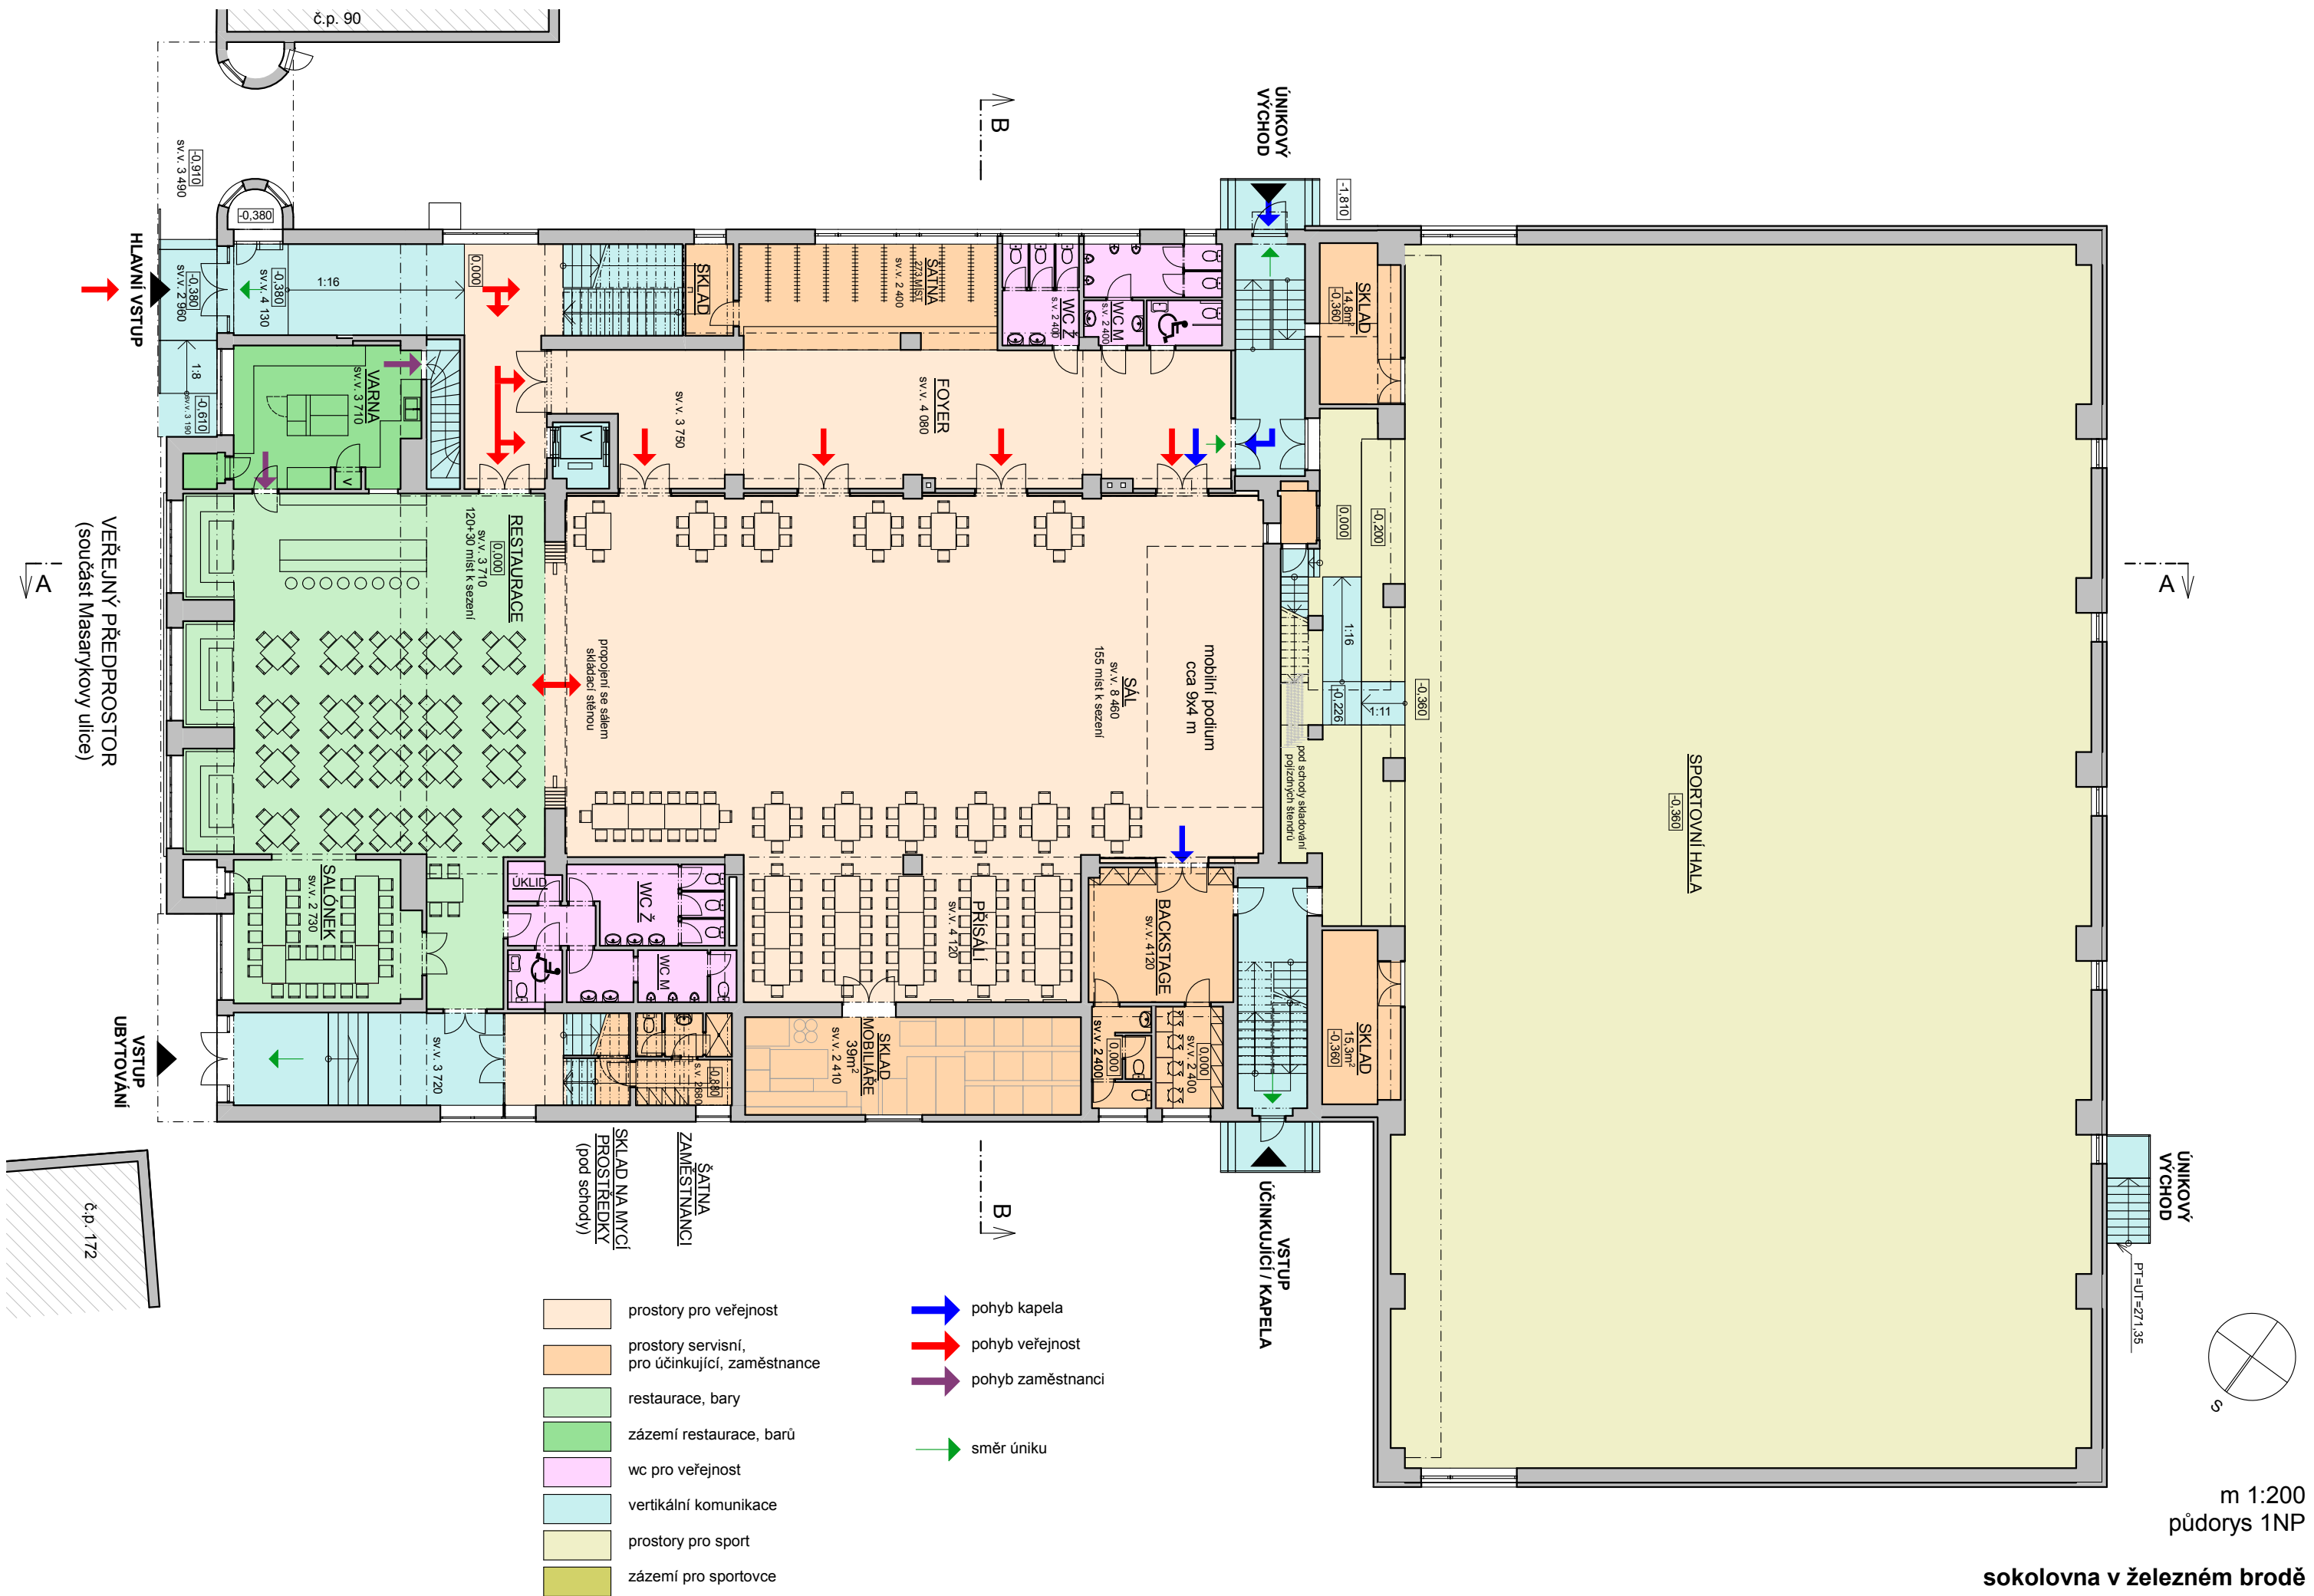 č.p. 90
-0,910
sv.v. 3 490
-0,380
HLAVNÍ VSTUP
-0,380
sv.v. 2 960
-0,380
sv.v. 4 130
1:16
0,000
1:8
-0,610
sv.v. 3 190
VARNA
sv.v. 3 710
V
V
SKLAD
ŠATNA
273 MÍST
sv.v. 2 400
WC Ž
s.v. 2 400
WC M
s.v. 2 400
FOYER
sv.v. 4 080
sv.v. 3 750
B
ÚNIKOVÝ
VÝCHOD
-1,810
SKLAD
14,8m²
-0,360
0,000
-0,200
1:16
-0,226
1:11
-0,360
pod schody skladování
pojízdných štendrů
SPORTOVNÍ HALA
-0,360
A
A
VEŘEJNÝ PŘEDPROSTOR
(součást Masarykovy ulice)
RESTAURACE
0,000
sv.v. 3 710
120+30 míst k sezení
propojení se sálem
skládací stěnou
SÁL
sv.v. 8 460
155 míst k sezení
mobilní podium
cca 9x4 m
SALÓNEK
sv.v. 2 730
ÚKLID
WC Ž
WC M
PŘÍSÁLÍ
sv.v. 4 120
BACKSTAGE
sv.v. 4120
SKLAD
15,3m²
-0,360
VSTUP
UBYTOVÁNÍ
sv.v. 3 720
-0,880
s.v. 2680
SKLAD
MOBILIÁŘE
39m²
sv.v. 2 410
0,000
sv.v. 2 400
0,000
sv.v. 2 400
SKLAD NA MYCÍ
PROSTŘEDKY
(pod schody)
ŠATNA
ZAMĚSTNANCI
B
VSTUP
ÚČINKUJÍCÍ / KAPELA
ÚNIKOVÝ
VÝCHOD
PT=UT=271,35
S
č.p. 172
prostory pro veřejnost
prostory servisní,
pro účinkující, zaměstnance
restaurace, bary
zázemí restaurace, barů
wc pro veřejnost
vertikální komunikace
prostory pro sport
zázemí pro sportovce
pohyb kapela
pohyb veřejnost
pohyb zaměstnanci
směr úniku
m 1:200
půdorys 1NP
sokolovna v železném brodě